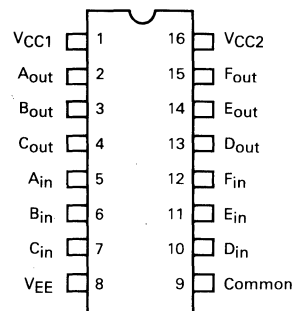 VCC1 1 16 VCC2
Aout 2 15 Fout
Bout 3 14 Eout
Cout 4 13 Dout
Ain 5 12 Fin
Bin 6 11 Ein
Cin 7 10 Din
VEE 8 9 Common